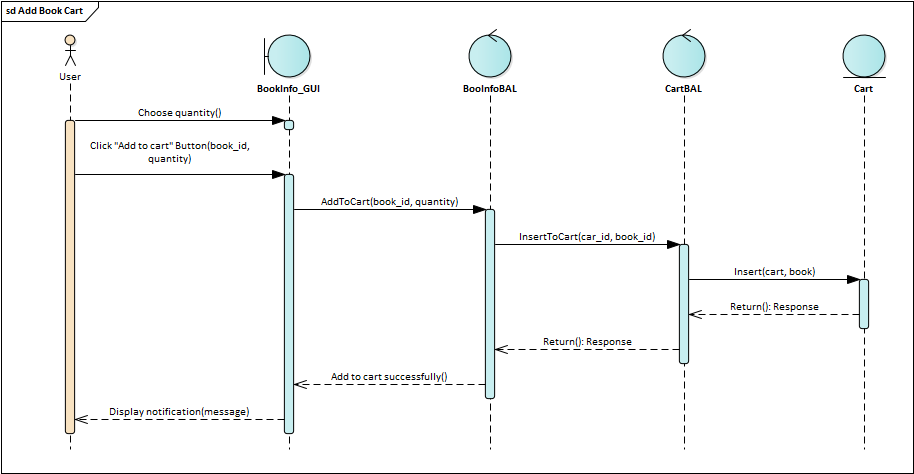 sd Add Book Cart
User
BookInfo_GUI
BooInfoBAL
CartBAL
Cart
Choose quantity()
Click "Add to cart" Button(book_id,
quantity)
AddToCart(book_id, quantity)
InsertToCart(car_id, book_id)
Insert(cart, book)
Return(): Response
Return(): Response
Add to cart successfully()
Display notification(message)